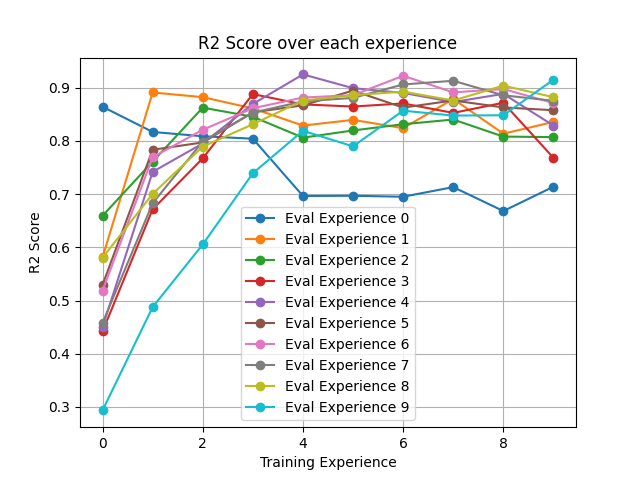 R2 Score over each experience
R2 Score
0.9
0.8
0.7
0.6
0.5
0.4
0.3
Eval Experience 0
Eval Experience 1
Eval Experience 2
Eval Experience 3
Eval Experience 4
Eval Experience 5
Eval Experience 6
Eval Experience 7
Eval Experience 8
Eval Experience 9
0 2 4 6 8
Training Experience